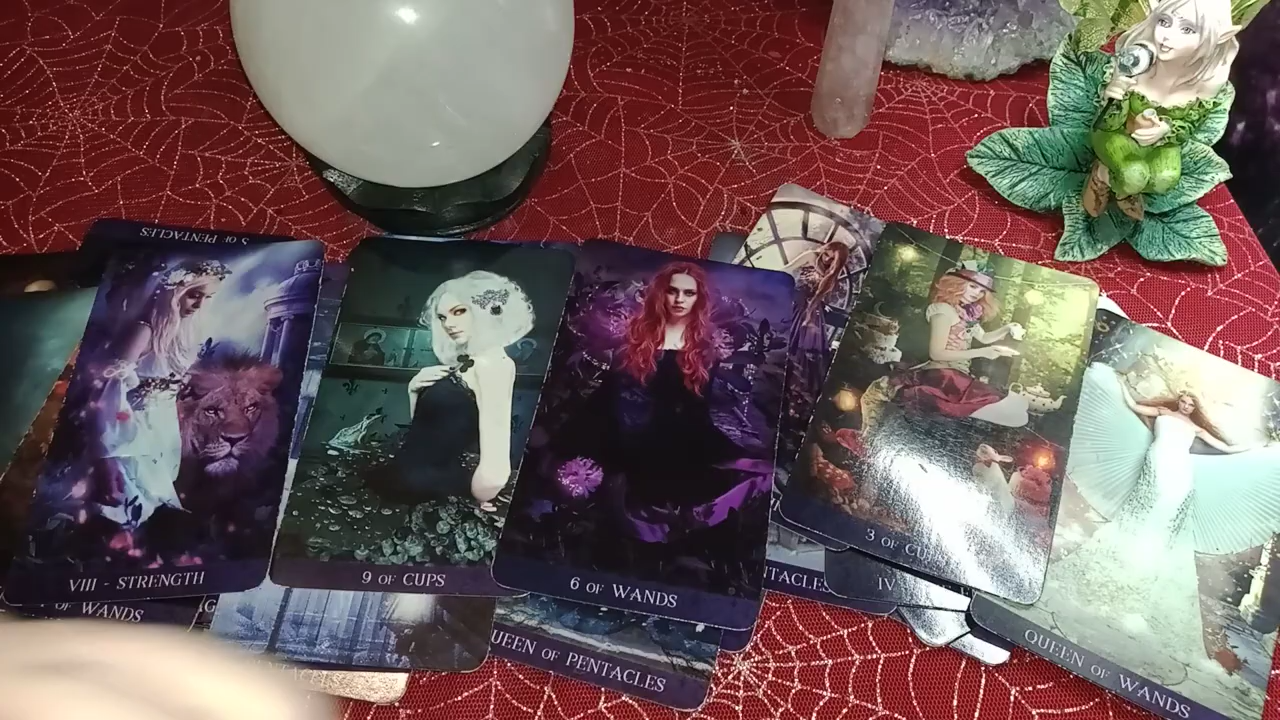 5 OF PENTACLES
VIII - STRENGTH
9 OF CUPS
6 OF WANDS
3 OF CUPS
QUEEN OF WANDS
OF WANDS
QUEEN OF PENTACLES
NTACLES
IV